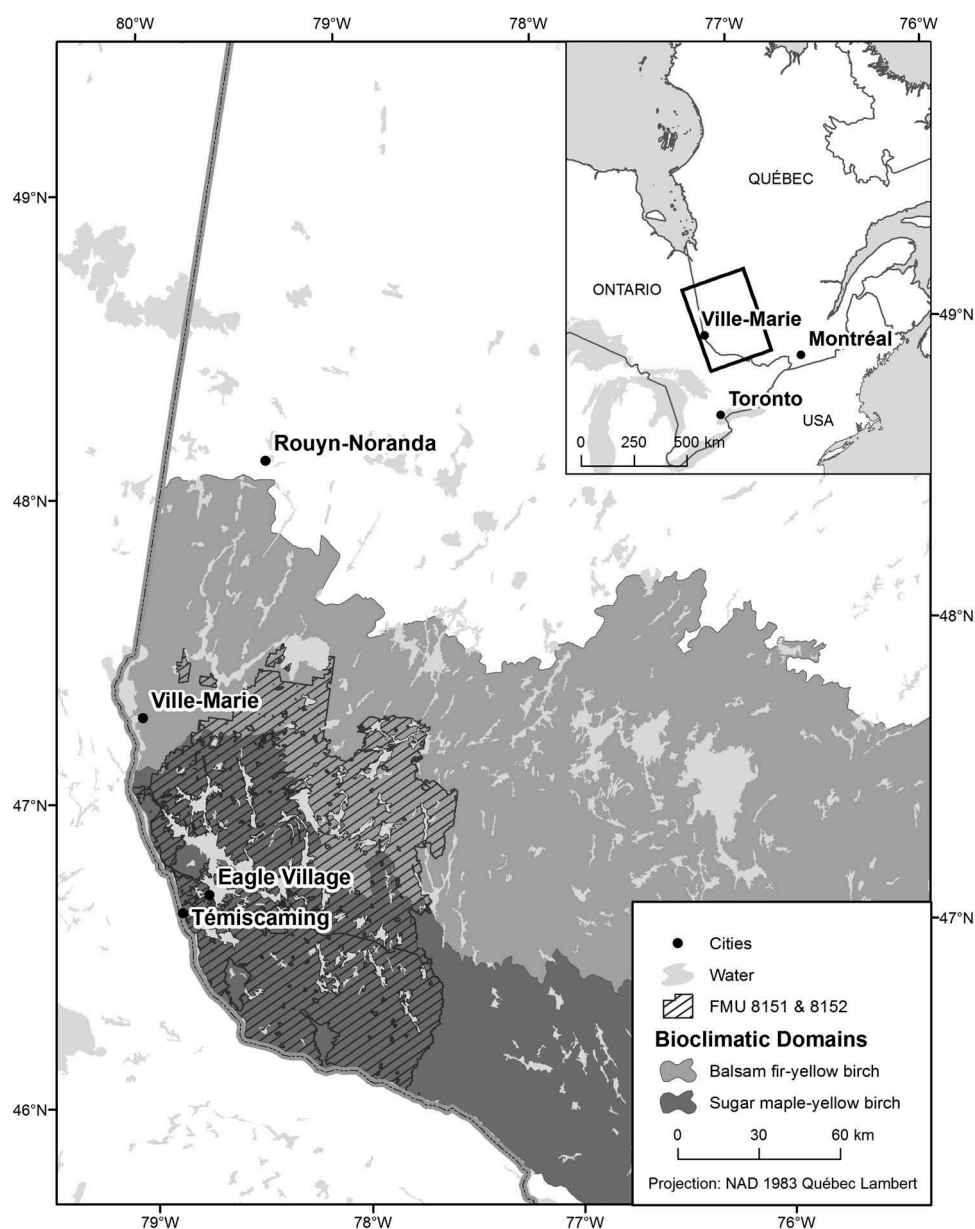 80°W
79°W
78°W
77°W
76°W
49°N
48°N
47°N
46°N
QUÉBEC
ONTARIO
Ville-Marie
Montréal
Toronto
USA
0 250 500 km
49°N
48°N
47°N
Rouyn-Noranda
Ville-Marie
Eagle Village
Témiscaming
Cities
Water
FMU 8151 & 8152
Bioclimatic Domains
Balsam fir-yellow birch
Sugar maple-yellow birch
0 30 60 km
Projection: NAD 1983 Québec Lambert
79°W
78°W
77°W
76°W